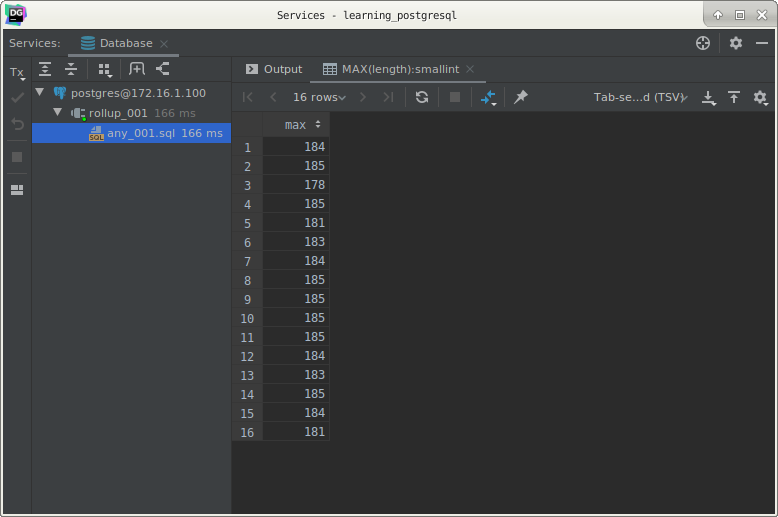 Services - learning_postgresql
DG
Services: Database
Tx
Output MAX(length):smallint
postgres@172.16.1.100
rollup_001 166 ms
SQL any_001.sql 166 ms
16 rows Tab-se...d (TSV)
max
1 184
2 185
3 178
4 185
5 181
6 183
7 184
8 185
9 185
10 185
11 185
12 184
13 183
14 185
15 184
16 181